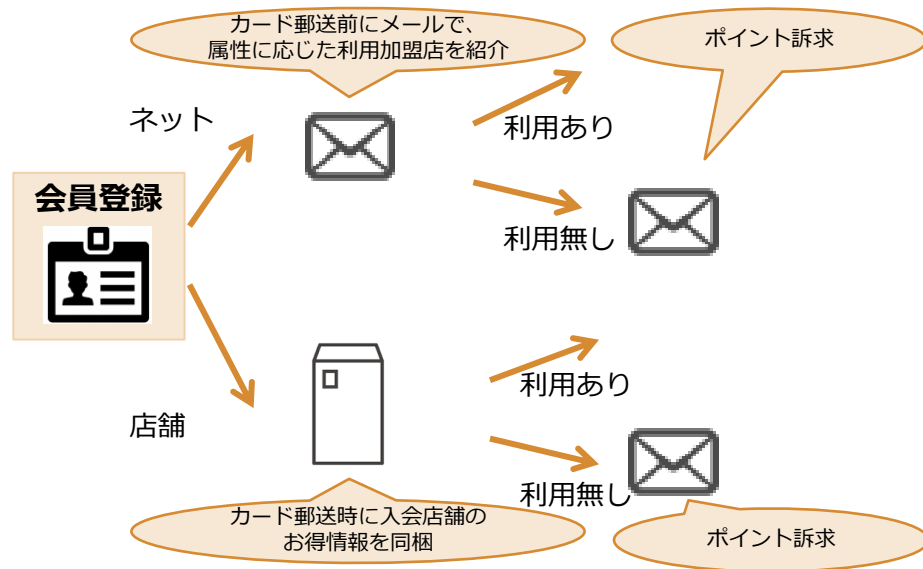 カード郵送前にメールで、
属性に応じた利用加盟店を紹介
ポイント訴求
ネット
利用あり
会員登録
利用無し
利用あり
店舗
利用無し
カード郵送時に入会店舗の
お得情報を同梱
ポイント訴求